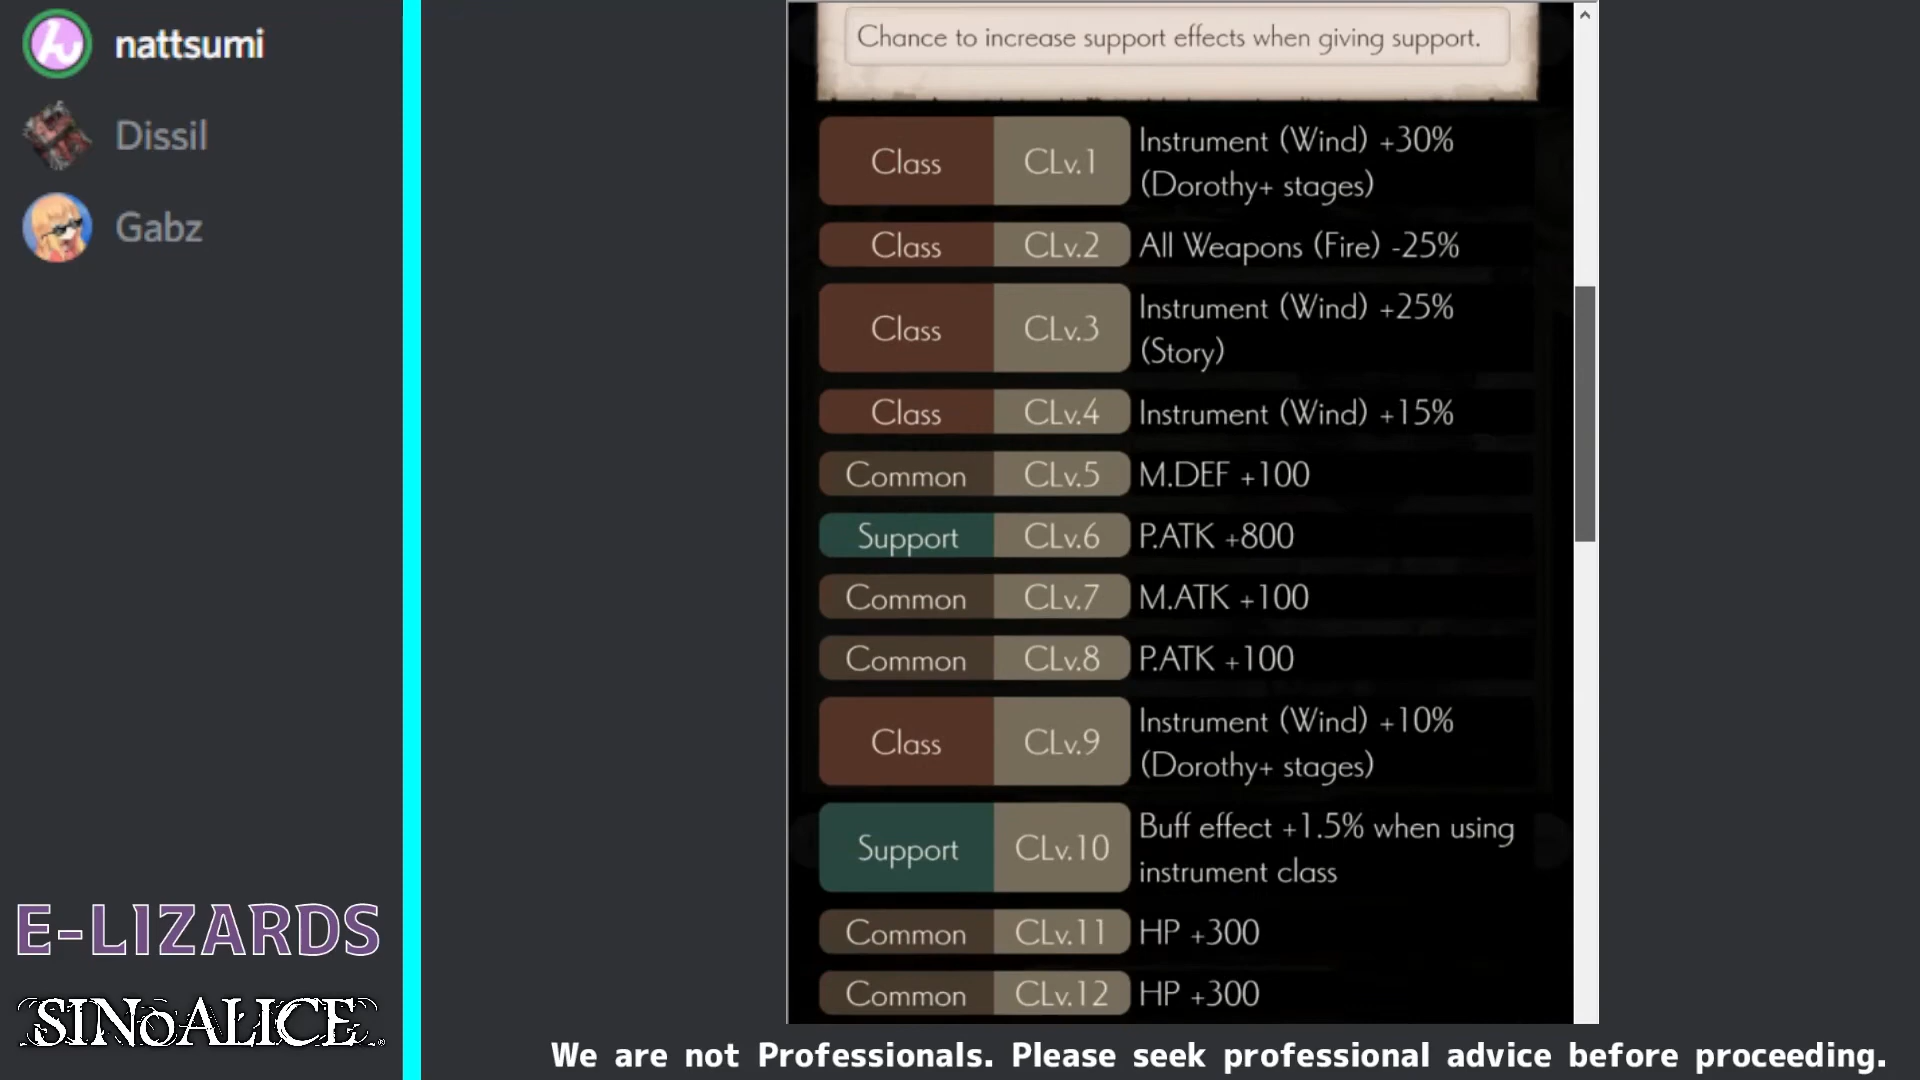 nattsumi
Dissil
Gabz
E-LIZARDS
SINoALICE
Chance to increase support effects when giving support.
Class CLv.1 Instrument (Wind) +30%
(Dorothy+ stages)
Class CLv.2 All Weapons (Fire) -25%
Class CLv.3 Instrument (Wind) +25%
(Story)
Class CLv.4 Instrument (Wind) +15%
Common CLv.5 M.DEF +100
Support CLv.6 P.ATK +800
Common CLv.7 M.ATK +100
Common CLv.8 P.ATK +100
Class CLv.9 Instrument (Wind) +10%
(Dorothy+ stages)
Support CLv.10 Buff effect +1.5% when using
instrument class
Common CLv.11 HP +300
Common CLv.12 HP +300
We are not Professionals. Please seek professional advice before proceeding.